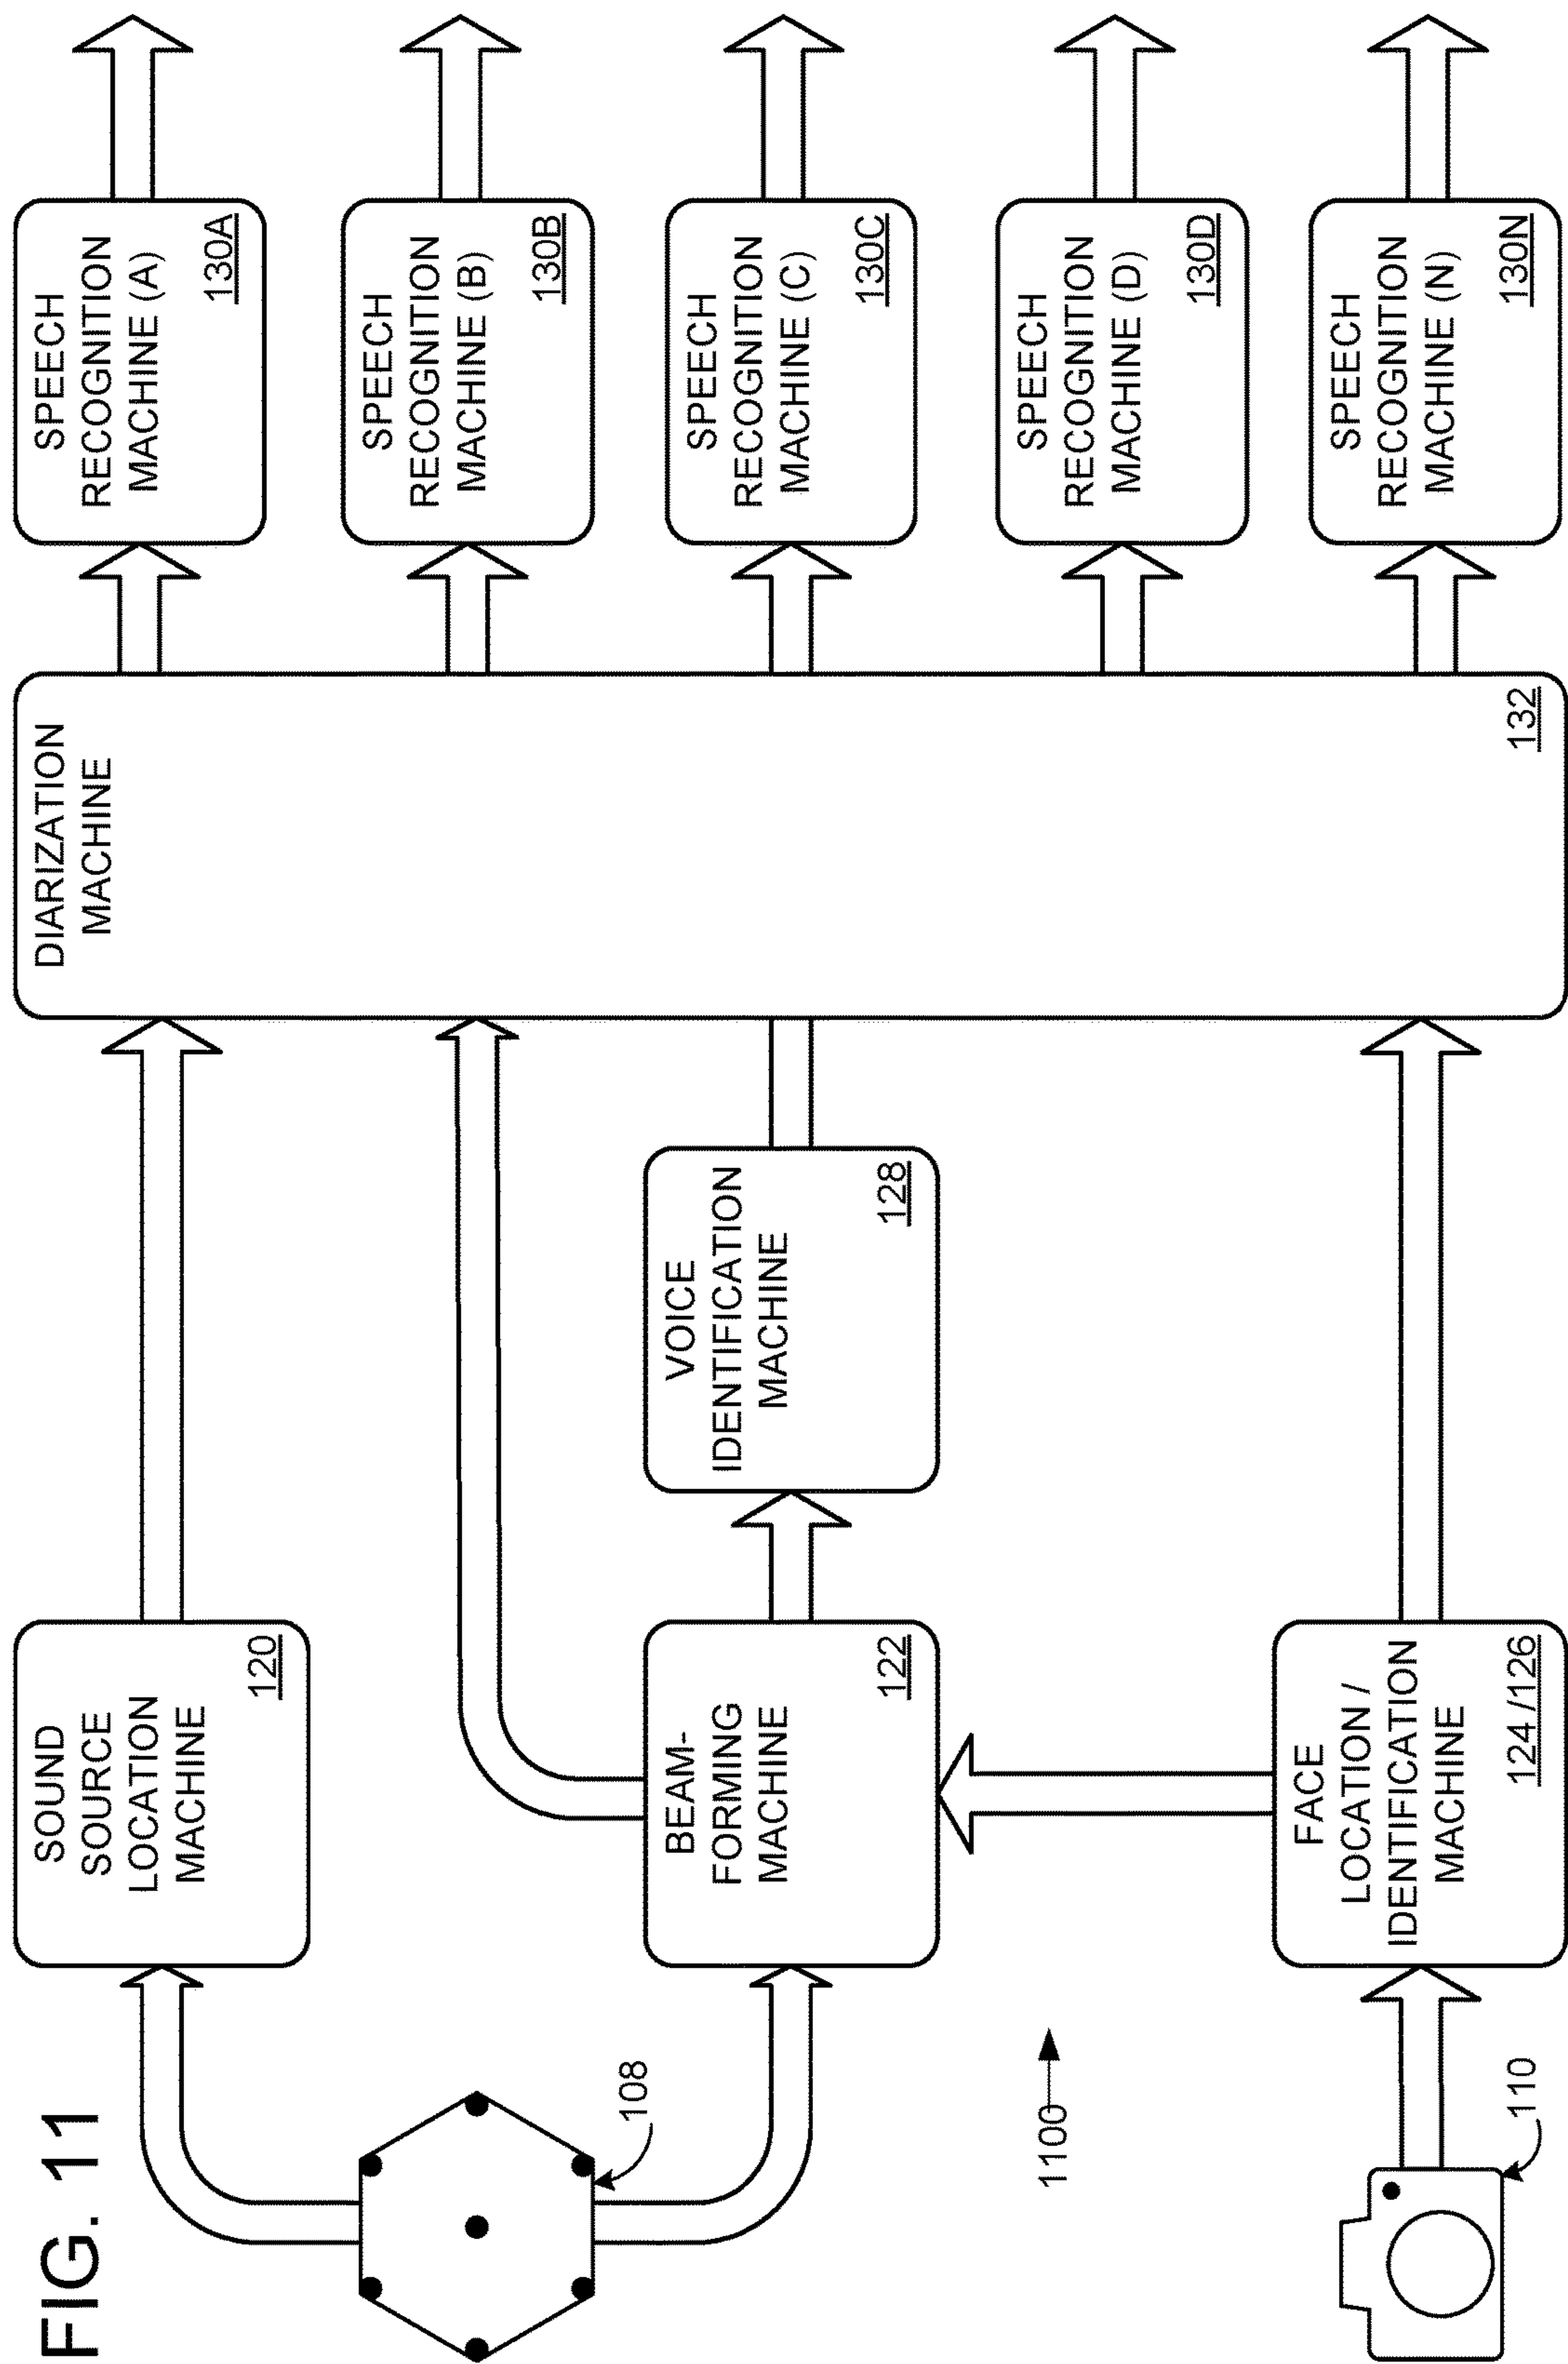 FIG. 11
108
110
1100
SOUND
SOURCE
LOCATION
MACHINE
120
BEAM-
FORMING
MACHINE
122
FACE
LOCATION /
IDENTIFICATION
MACHINE
124 /126
VOICE
IDENTIFICATION
MACHINE
128
DIARIZATION
MACHINE
132
SPEECH
RECOGNITION
MACHINE (A)
130A
SPEECH
RECOGNITION
MACHINE (B)
130B
SPEECH
RECOGNITION
MACHINE (C)
130C
SPEECH
RECOGNITION
MACHINE (D)
130D
SPEECH
RECOGNITION
MACHINE (N)
130N